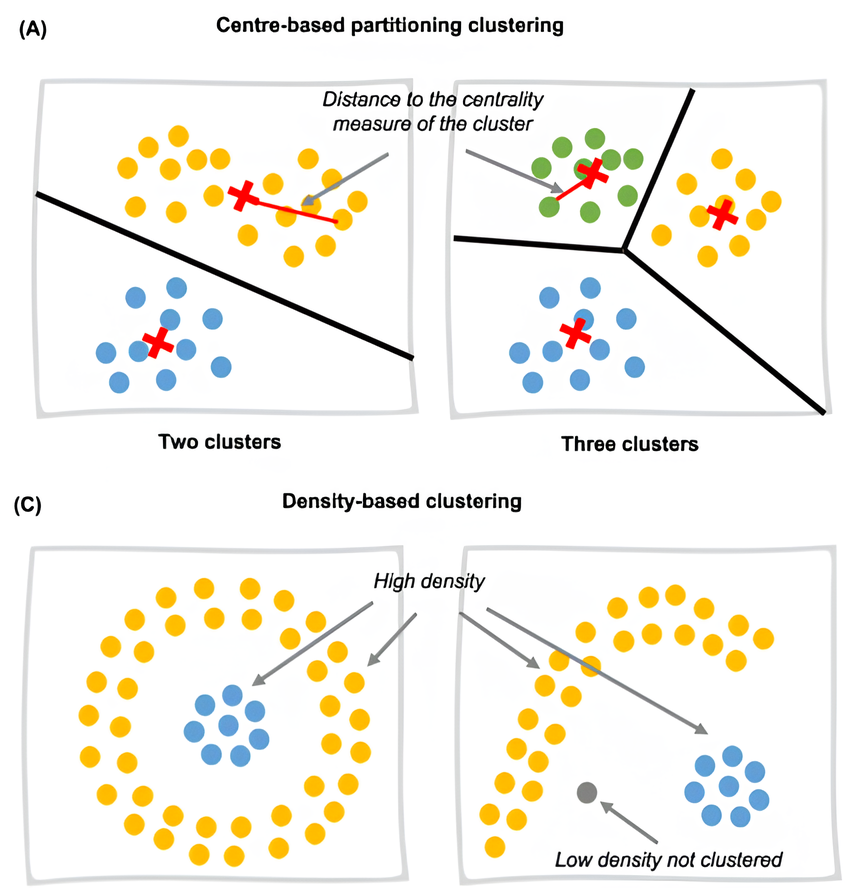 (A)
Centre-based partitioning clustering
Distance to the centrality
measure of the cluster
Two clusters
Three clusters
(C)
Density-based clustering
High density
Low density not clustered